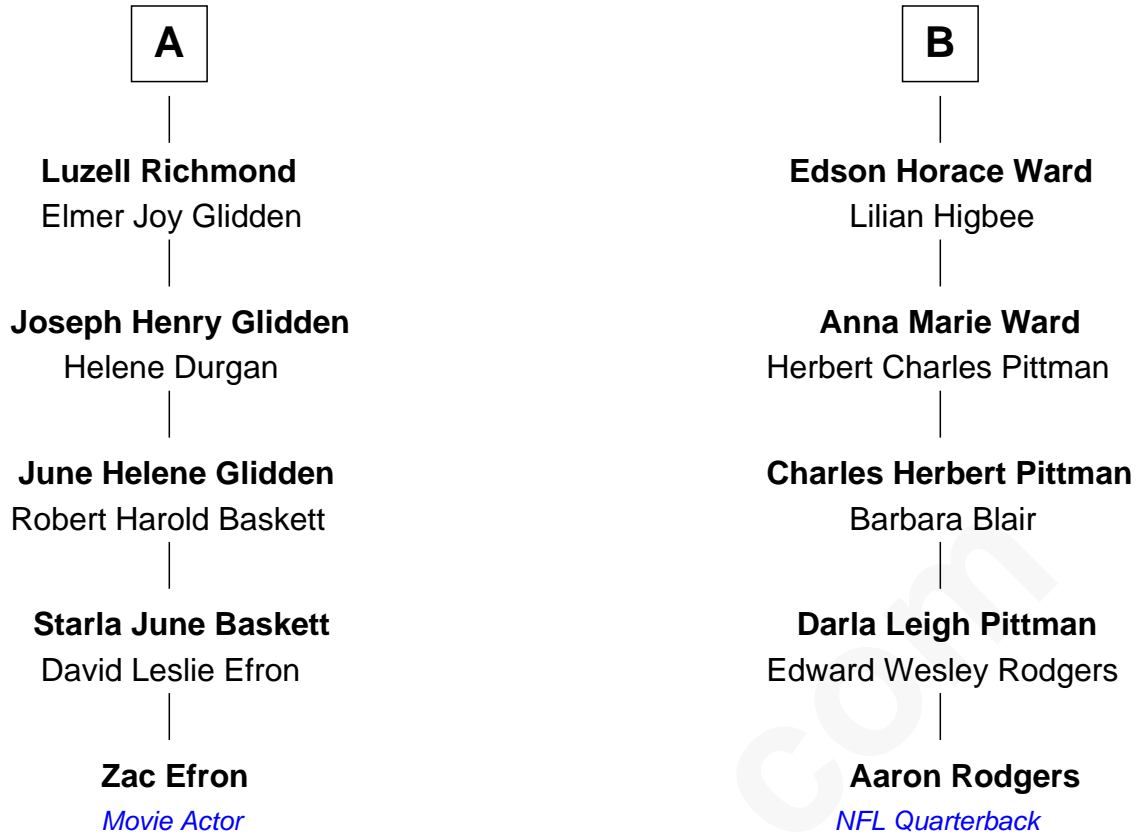 A
Luzell Richmond
Elmer Joy Glidden
Joseph Henry Glidden
Helene Durgan
June Helene Glidden
Robert Harold Baskett
Starla June Baskett
David Leslie Efron
Zac Efron
Movie Actor
B
Edson Horace Ward
Lilian Higbee
Anna Marie Ward
Herbert Charles Pittman
Charles Herbert Pittman
Barbara Blair
Darla Leigh Pittman
Edward Wesley Rodgers
Aaron Rodgers
NFL Quarterback
com